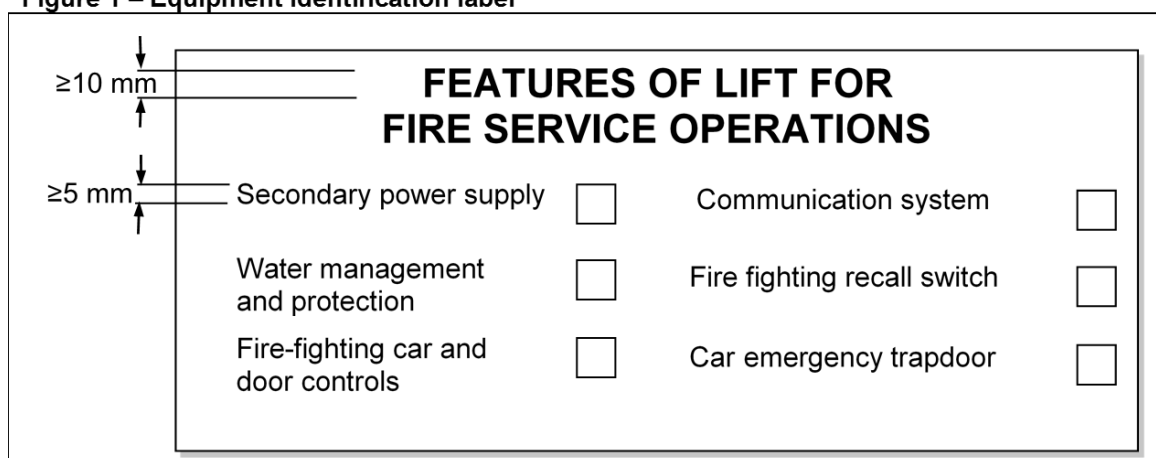 Figure 1 – Equipment identification label
≥10 mm
FEATURES OF LIFT FOR
FIRE SERVICE OPERATIONS
≥5 mm
Secondary power supply
Communication system
Water management
and protection
Fire fighting recall switch
Fire-fighting car and
door controls
Car emergency trapdoor